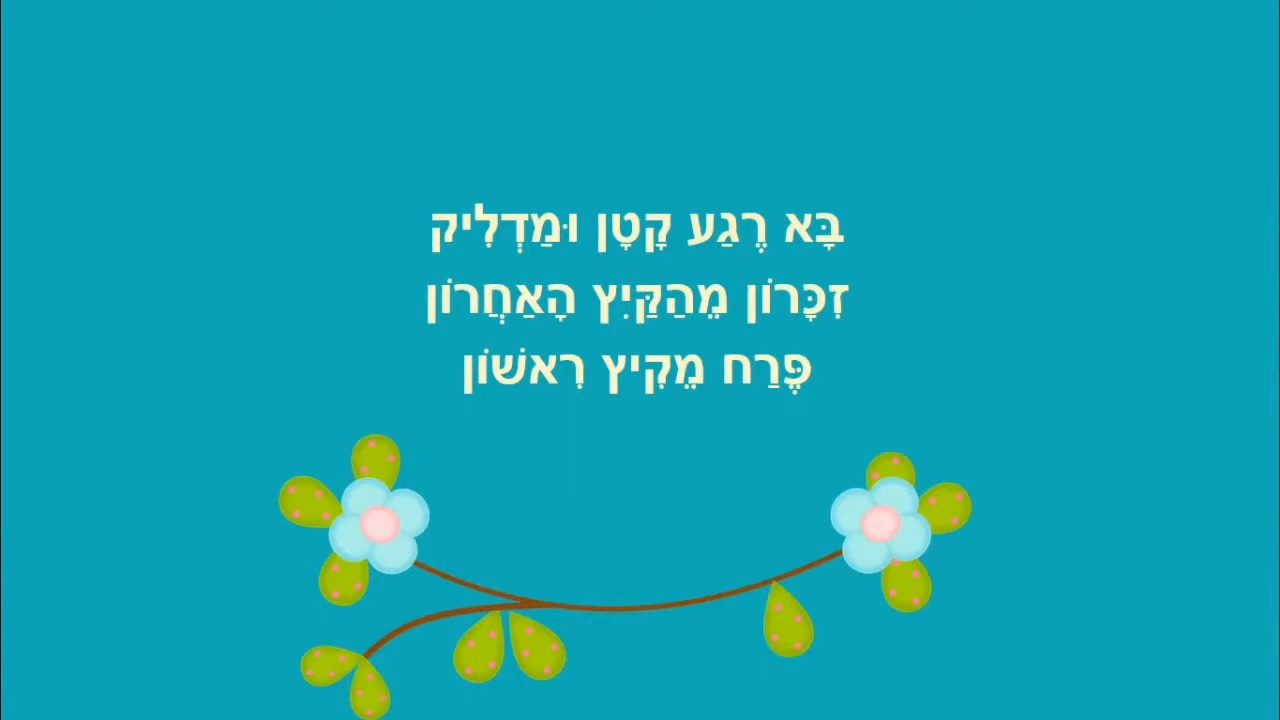 בָּא רֶגַע קָטָן וּמַדְלִיק
זִכָּרוֹן מֵהַקַּיִץ הָאַחֲרוֹן
פֶּרַח מֵקִיץ רִאשׁוֹן